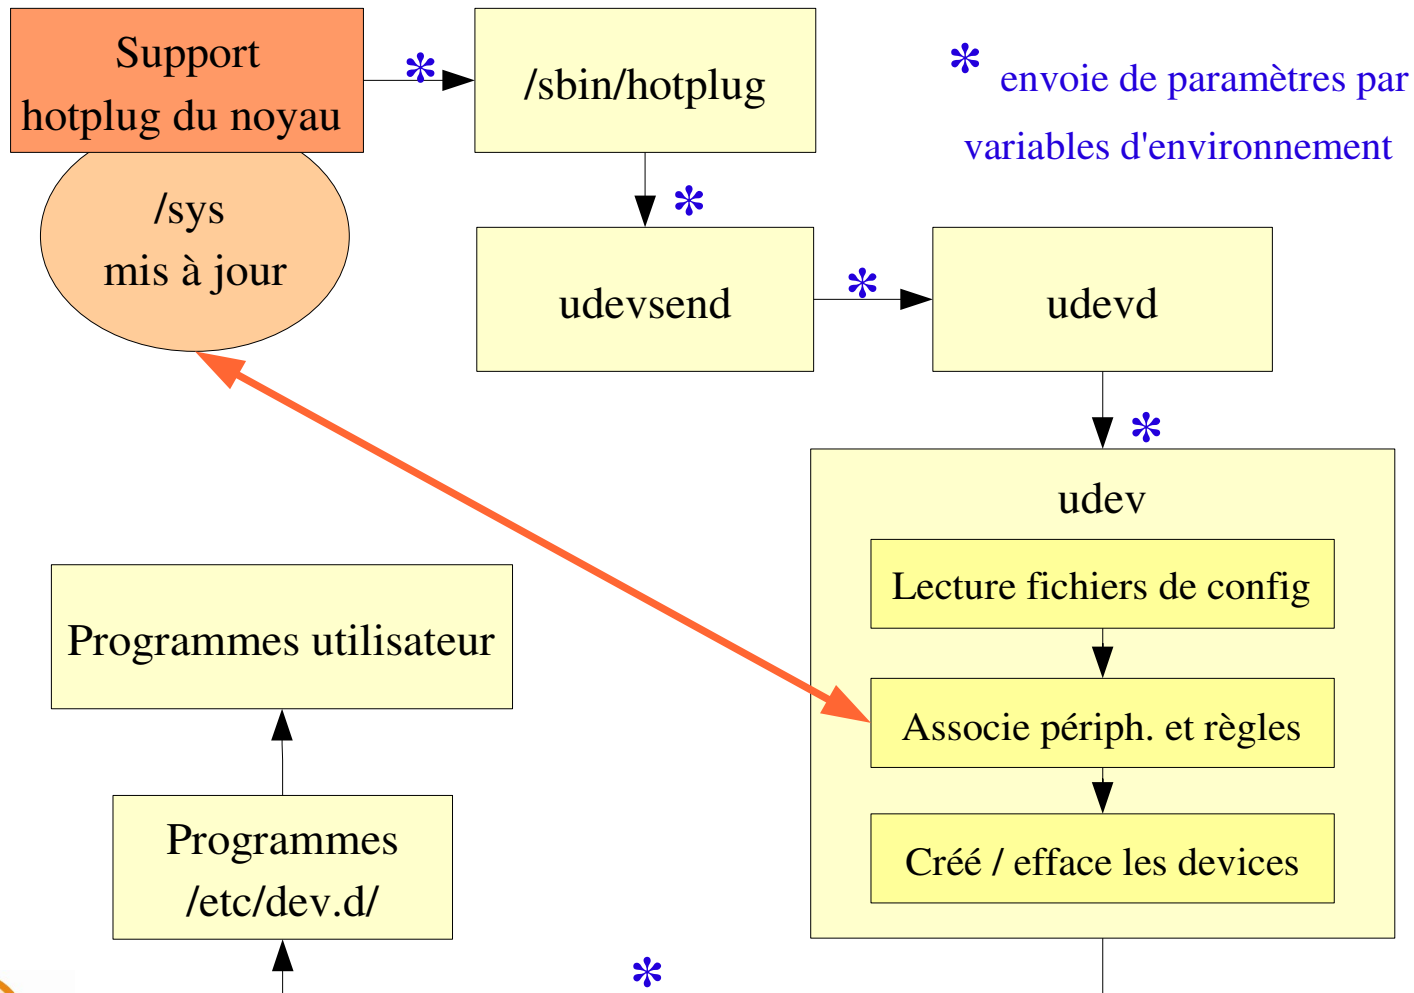 Support
hotplug du noyau
*
/sbin/hotplug
* envoie de paramètres par
variables d'environnement
/sys
mis à jour
*
udevsend
*
udevd
*
udev
Lecture fichiers de config
Associe périph. et règles
Créé / efface les devices
Programmes utilisateur
Programmes
/etc/dev.d/
*